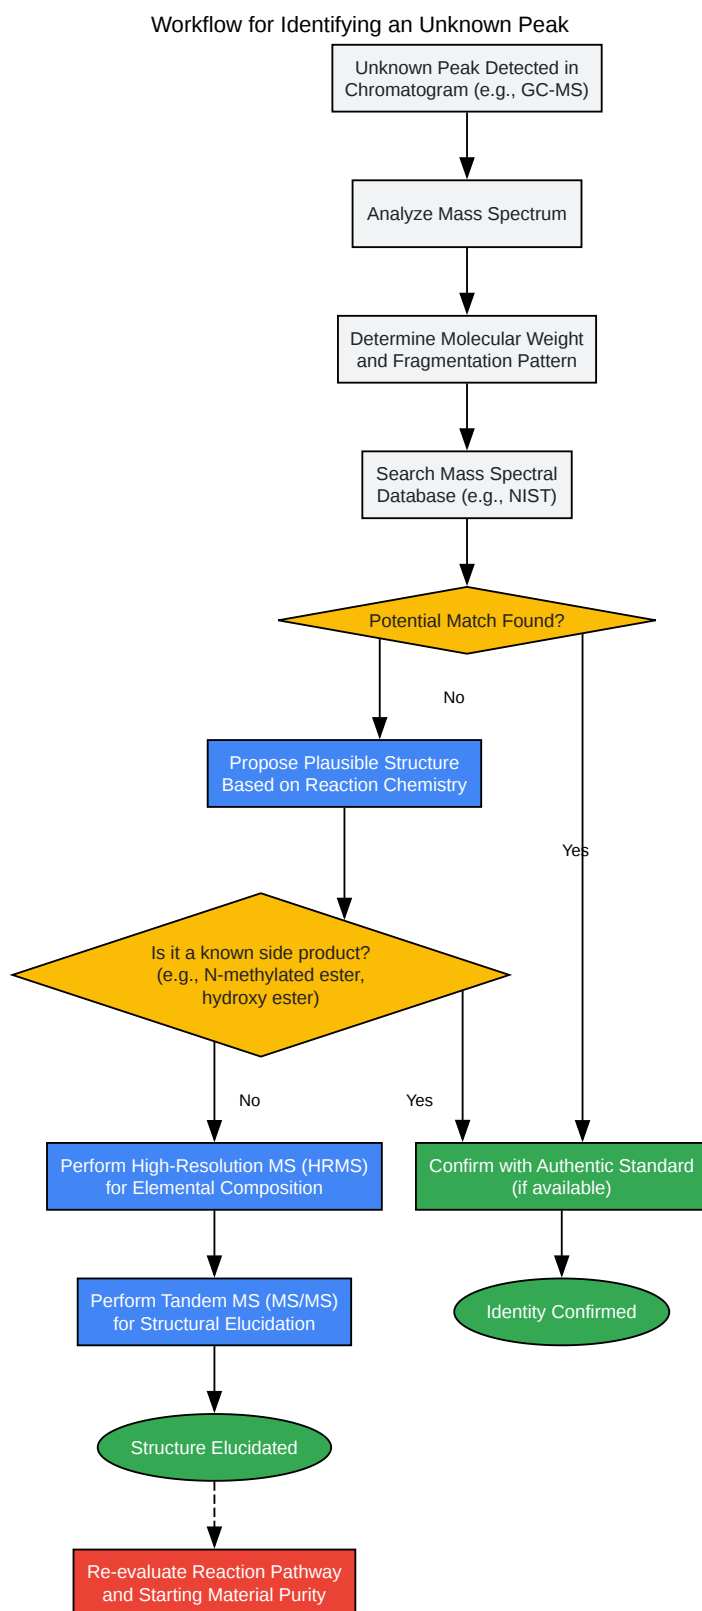 Workflow for Identifying an Unknown Peak
Unknown Peak Detected in
Chromatogram (e.g., GC-MS)
Analyze Mass Spectrum
Determine Molecular Weight
and Fragmentation Pattern
Search Mass Spectral
Database (e.g., NIST)
Potential Match Found?
No
Propose Plausible Structure
Based on Reaction Chemistry
Yes
Is it a known side product?
(e.g., N-methylated ester,
hydroxy ester)
No
Yes
Perform High-Resolution MS (HRMS)
for Elemental Composition
Confirm with Authentic Standard
(if available)
Perform Tandem MS (MS/MS)
for Structural Elucidation
Identity Confirmed
Structure Elucidated
Re-evaluate Reaction Pathway
and Starting Material Purity